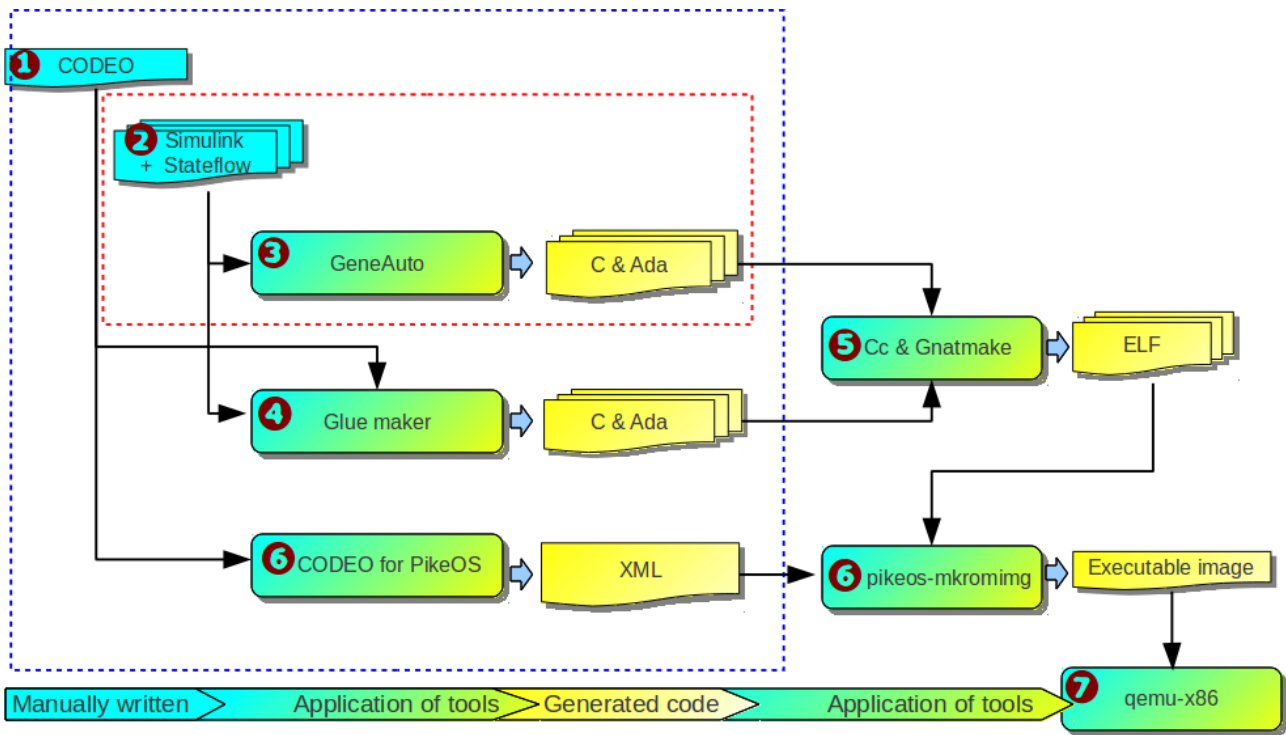 1 CODEO
2 Simulink
+ Stateflow
3 GeneAuto
C & Ada
5 Cc & Gnatmake
ELF
4 Glue maker
C & Ada
6 CODEO for PikeOS
XML
6 pikeos-mkromimg
Executable image
7 qemu-x86
Manually written
Application of tools
Generated code
Application of tools